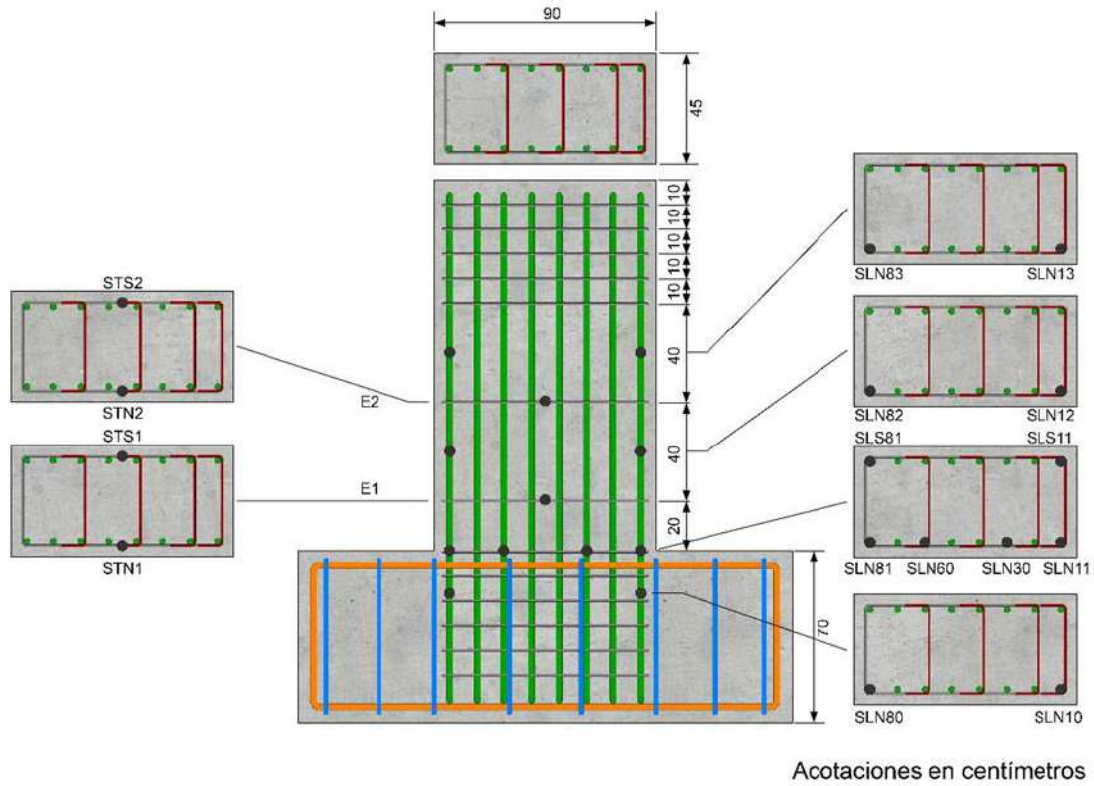 90
45
10
10
10
10
10
40
40
20
70
STS2
STN2
STS1
STN1
E2
E1
SLN83 SLN13
SLN82 SLN12
SLS81 SLS11
SLN81 SLN60 SLN30 SLN11
SLN80 SLN10
Acotaciones en centímetros